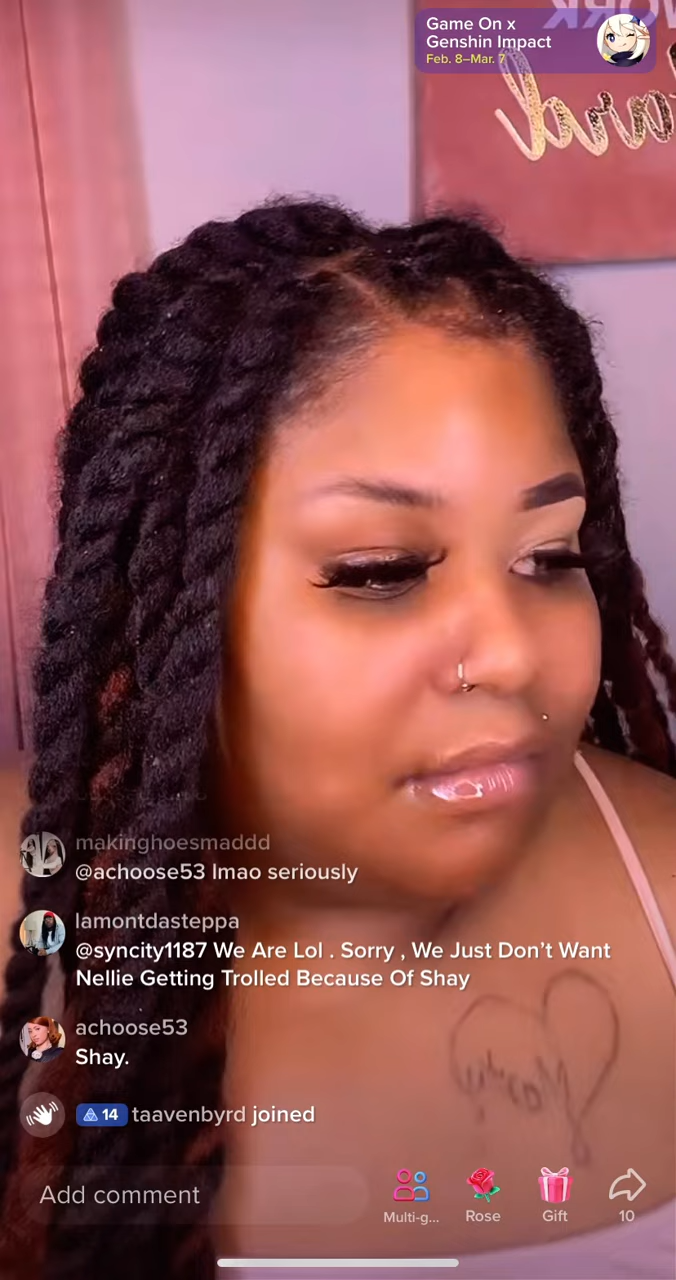 Game On x
Genshin Impact
Feb. 8–Mar. 7
WORK
makinghoesmaddd
@achoose53 lmao seriously
lamontdasteppa
@syncity1187 We Are Lol . Sorry , We Just Don't Want
Nellie Getting Trolled Because Of Shay
achoose53
Shay.
14 taavenbyrd joined
Add comment
Multi-g...
Rose
Gift
10